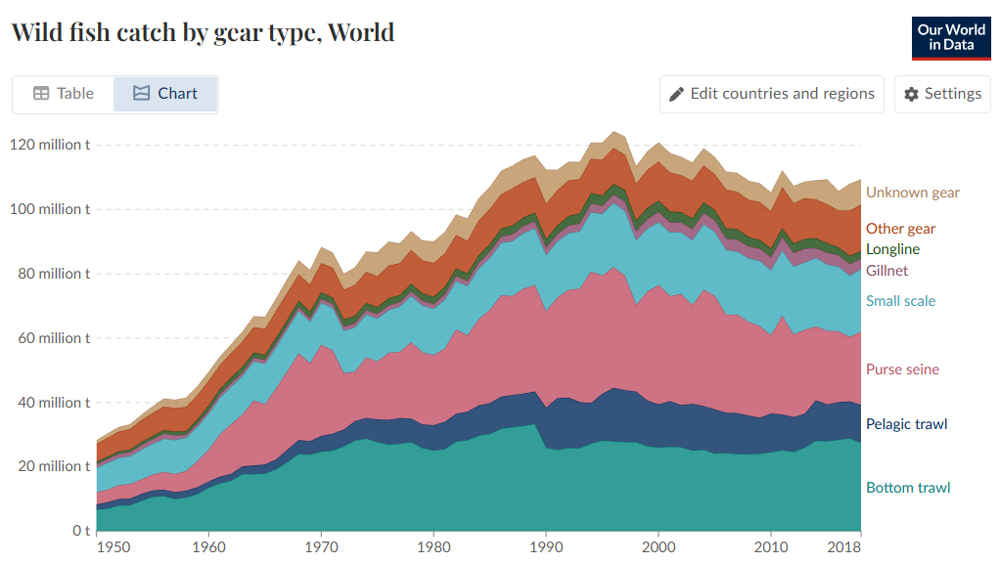 Wild fish catch by gear type, World
Our World
in Data
Table
Chart
Edit countries and regions
Settings
120 million t
100 million t
80 million t
60 million t
40 million t
20 million t
0 t
Unknown gear
Other gear
Longline
Gillnet
Small scale
Purse seine
Pelagic trawl
Bottom trawl
1950
1960
1970
1980
1990
2000
2010
2018